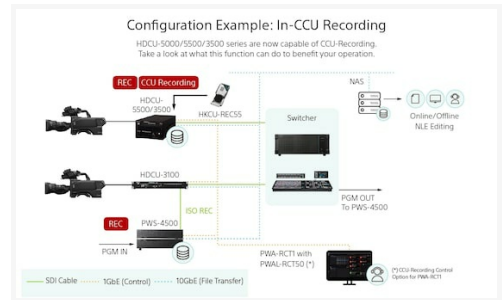 Configuration Example: In-CCU Recording
HDCU-5000/5500/3500 series are now capable of CCU-Recording.
Take a look at what this function can do to benefit your operation.
REC
CCU Recording
HDCU-
5500/3500
HKCU-REC55
NAS
Switcher
Online/Offline
NLE Editing
HDCU-3100
ISO REC
PGM OUT
To PWS-4500
REC
PWS-4500
PGM IN
PWA-RCT1 with
PWAL-RCT50 (*)
(*) CCU-Recording Control
Option for PWA-RCT1
SDI Cable
1GbE (Control)
10GbE (File Transfer)